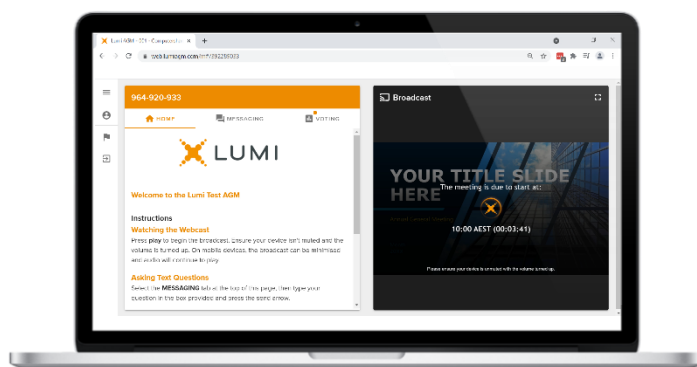 964-920-933
HOME
MESSAGING
VOTING
LUMI
Welcome to the Lumi Test AGM
Instructions
Watching the Webcast
Press play to begin the broadcast. Ensure your device isn't muted and the
volume is turned up. On mobile devices, the broadcast can be minimised
and audio will continue to play.
Asking Text Questions
Select the MESSAGING tab at the top of this page, then type your
question in the box provided and press the send arrow.
Broadcast
YOUR TITLE SLIDE
HERE
The meeting is due to start at:
10:00 AEST (00:03:41)
Please ensure your device is unmuted with the volume turned up.